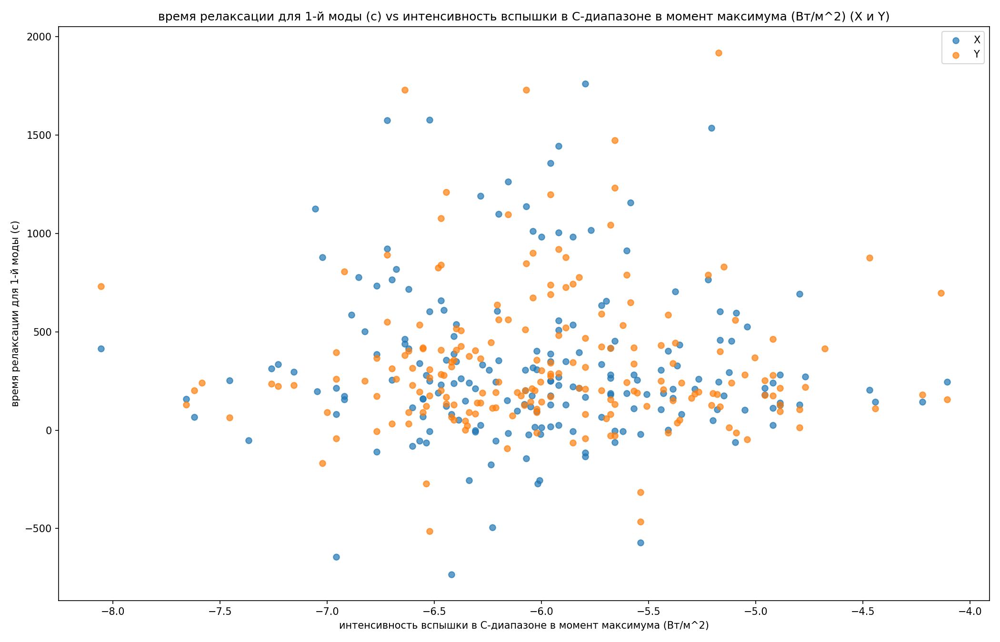 время релаксации для 1-й моды (с) vs интенсивность вспышки в С-диапазоне в момент максимума (Вт/м^2) (X и Y)
X
Y
время релаксации для 1-й моды (с)
2000
1500
1000
500
0
−500
−8.0 −7.5 −7.0 −6.5 −6.0 −5.5 −5.0 −4.5 −4.0
интенсивность вспышки в С-диапазоне в момент максимума (Вт/м^2)